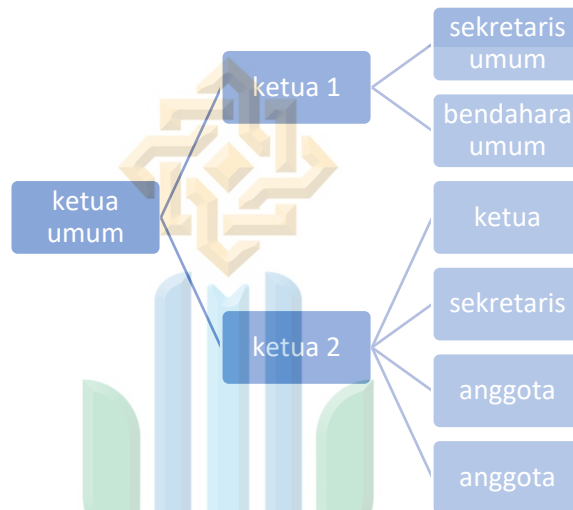 ketua
umum
ketua 1
sekretaris
umum
bendahara
umum
ketua 2
ketua
sekretaris
anggota
anggota